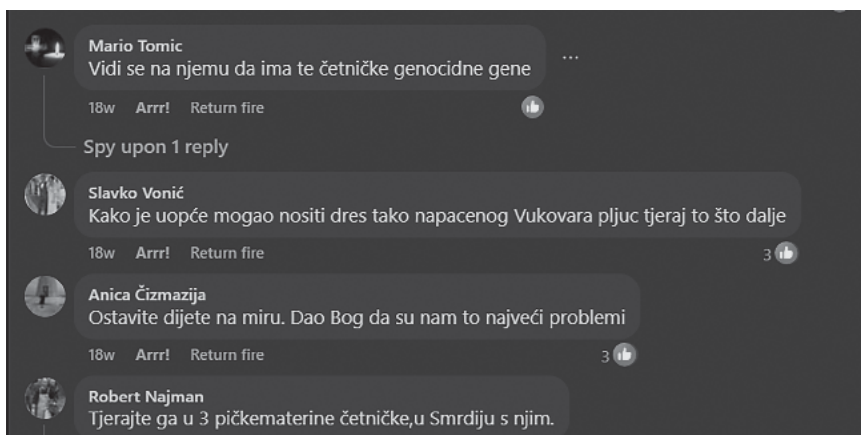 Mario Tomic
Vidi se na njemu da ima te četničke genocidne gene
...
18w Arrr! Return fire
Spy upon 1 reply
Slavko Vonić
Kako je uopće mogao nositi dres tako napacenog Vukovara pljuc tjeraj to što dalje
18w Arrr! Return fire 3
Anica Čizmazija
Ostavite dijete na miru. Dao Bog da su nam to najveći problemi
18w Arrr! Return fire 3
Robert Najman
Tjerajte ga u 3 pičkematerine četničke,u Smrdiju s njim.